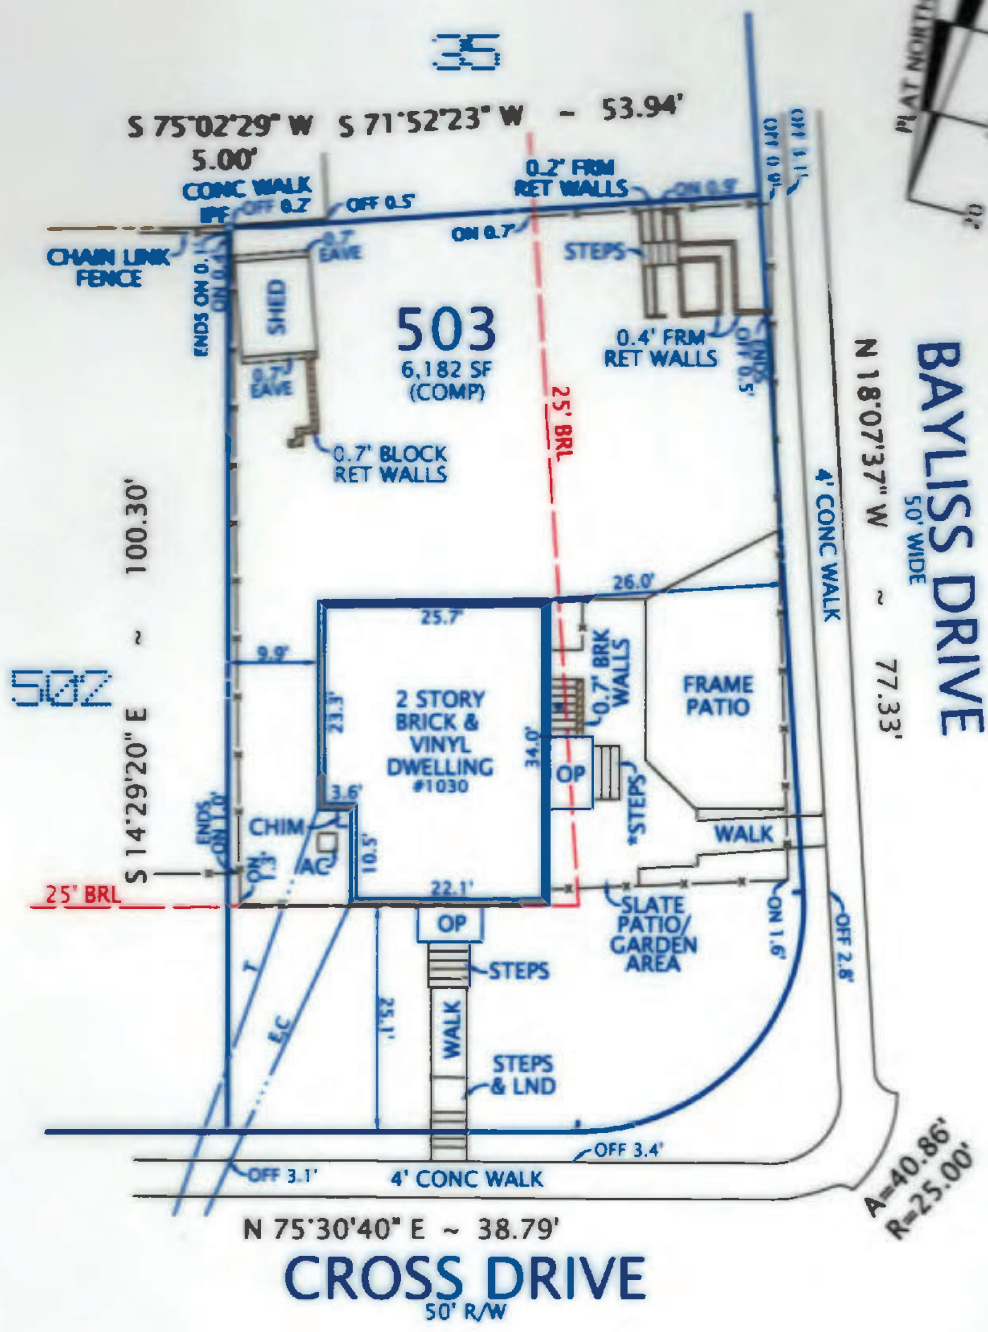 35
S 75°02'29" W
5.00'
S 71°52'23" W ~ 53.94'
PLAT NORTH
CONC WALK
IPF
OFF 0.2'
OFF 0.5'
0.2' FRM
RET WALLS
ON 0.9'
OFF 0.9'
OFF 1.1'
CHAIN LINK
FENCE
ENDS ON 0.1'
ON 0.4'
0.7'
EAVE
ON 0.7'
STEPS
SHED
503
6,182 SF
(COMP)
0.4' FRM
RET WALLS
ENDS
OFF 0.5'
0.7'
EAVE
25' BRL
0.7' BLOCK
RET WALLS
N 18°07'37" W ~ 77.33'
BAYLISS DRIVE
50' WIDE
4' CONC WALK
S 14°29'20" E ~ 100.30'
26.0'
25.7'
9.9'
23.3'
502
2 STORY
BRICK &
VINYL
DWELLING
#1030
34.0'
0.7' BRK
WALLS
FRAME
PATIO
OP
*STEPS
3.6'
CHIM
AC
10.5'
ENDS
ON 1.0'
ON
1.3'
WALK
25' BRL
22.1'
OP
SLATE
PATIO/
GARDEN
AREA
ON 1.6'
OFF 2.8'
STEPS
T
E,C
25.1'
WALK
STEPS
& LND
OFF 3.1'
OFF 3.4'
4' CONC WALK
A=40.86'
R=25.00'
N 75°30'40" E ~ 38.79'
CROSS DRIVE
50' R/W